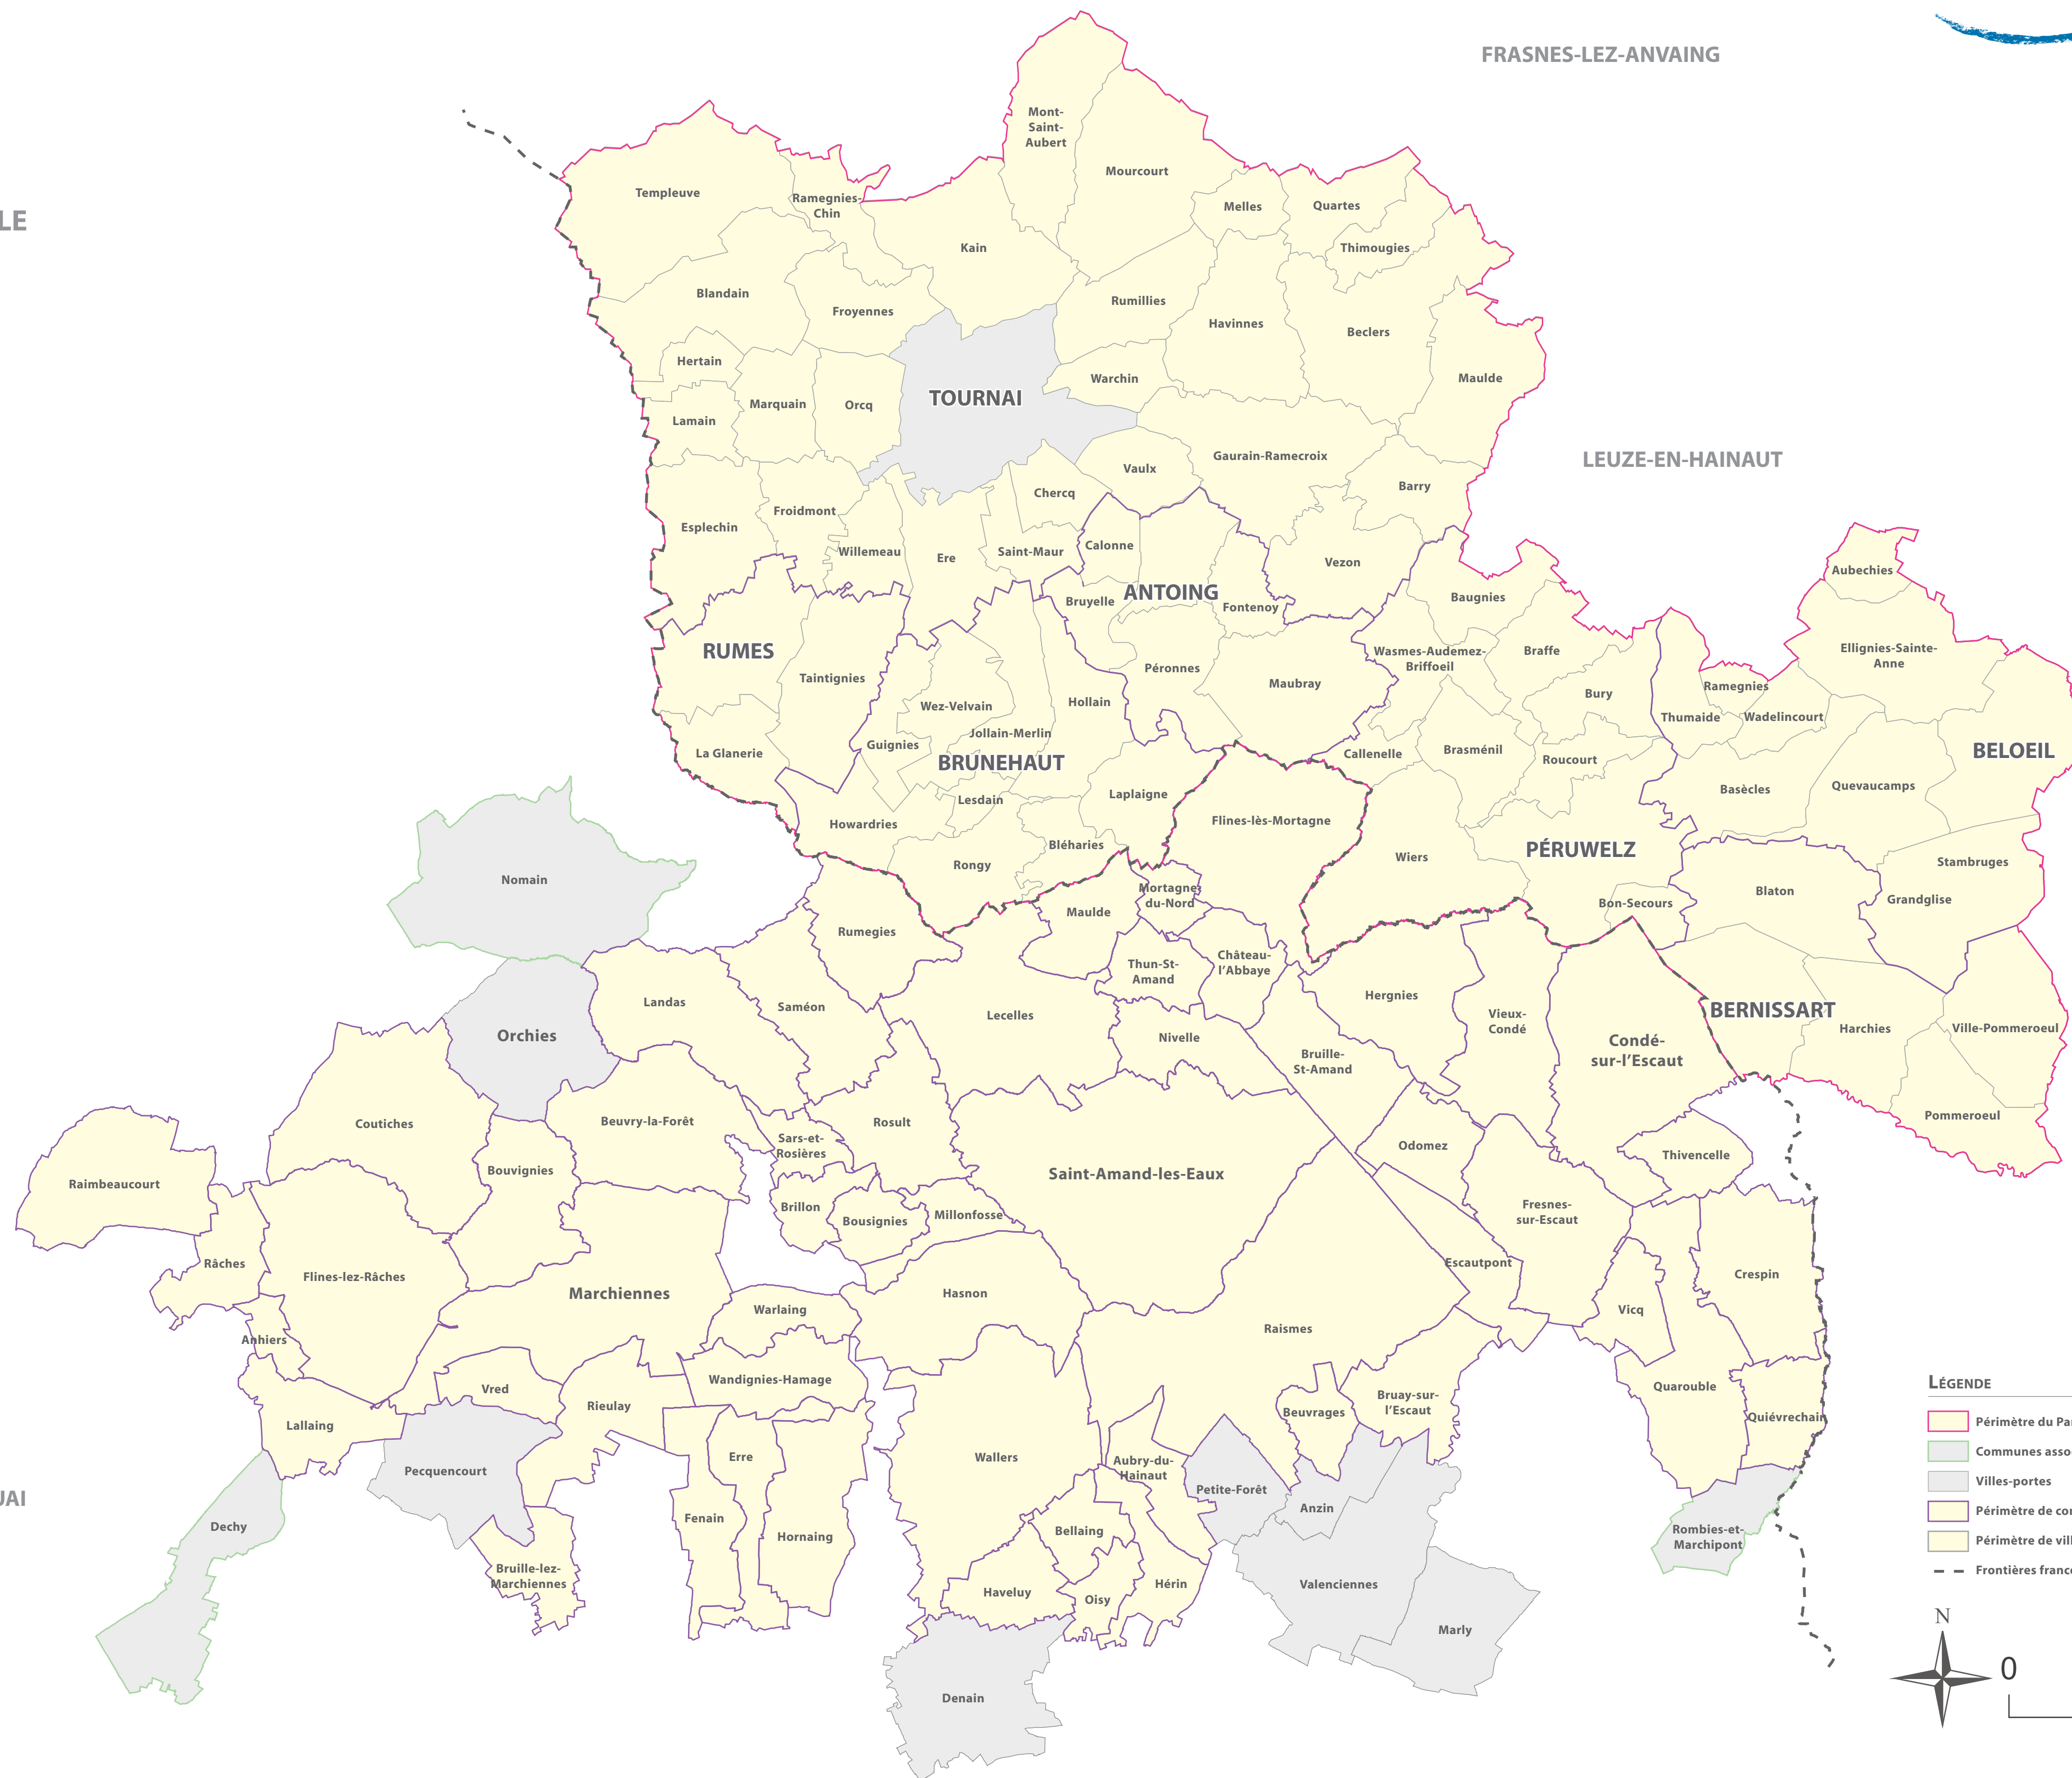 FRASNES-LEZ-ANVAING
Mont-
Saint-
Aubert
Mourcourt
Templeuve
Ramegnies-
Chin
Melles
Quartes
LE
Kain
Thimougies
Blandain
Froyennes
Rumillies
Havinnes
Beclers
Hertain
Warchin
Maulde
Marquain
Orcq
TOURNAI
Lamain
Vaulx
Gaurain-Ramecroix
LEUZE-EN-HAINAUT
Chercq
Barry
Esplechin
Froidmont
Willemeau
Ere
Saint-Maur
Calonne
Vezon
Aubechies
ANTOING
Bruyelle
Fontenoy
Baugnies
RUMES
Taintignies
Péronnes
Maubray
Wasmes-Audemez-
Briffoeil
Braffe
Ellignies-Sainte-
Anne
Bury
Ramegnies
Thumaide
Wadelincourt
Wez-Velvain
Hollain
Jollain-Merlin
La Glanerie
Guignies
BRUNEHAUT
Callenelle
Brasménil
Roucourt
BELOEIL
Basècles
Quevaucamps
Lesdain
Laplaigne
Howardries
Flines-lès-Mortagne
Bléharies
Rongy
Wiers
PÉRUWELZ
Stambruges
Nomain
Mortagne-
du-Nord
Maulde
Bon-Secours
Blaton
Grandglise
Rumegies
Château-
l'Abbaye
Thun-St-
Amand
Landas
Saméon
Lecelles
Hergnies
Vieux-
Condé
BERNISSART
Harchies
Ville-Pommeroeul
Orchies
Nivelle
Bruille-
St-Amand
Condé-
sur-l'Escaut
Coutiches
Beuvry-la-Forêt
Rosult
Pommeroeul
Sars-et-
Rosières
Odomez
Thivencelle
Raimbeaucourt
Bouvignies
Saint-Amand-les-Eaux
Brillon
Bousignies
Millonfosse
Fresnes-
sur-Escaut
Râches
Flines-lez-Râches
Escautpont
Crespin
Marchiennes
Hasnon
Warlaing
Vicq
Anhiers
Raismes
Wandignies-Hamage
Vred
Rieulay
Bruay-sur-
l'Escaut
Quarouble
LÉGENDE
Lallaing
Beuvrages
Quiévrechain
Périmètre du Pa
Communes asso
Pecquencourt
Erre
Wallers
Aubry-du-
Hainaut
Villes-portes
UAI
Petite-Forêt
Périmètre de co
Dechy
Fenain
Hornaing
Anzin
Bellaing
Rombies-et-
Marchipont
Périmètre de vill
Bruille-lez-
Marchiennes
Haveluy
Oisy
Hérin
Valenciennes
Frontières franc
N
Marly
0
Denain